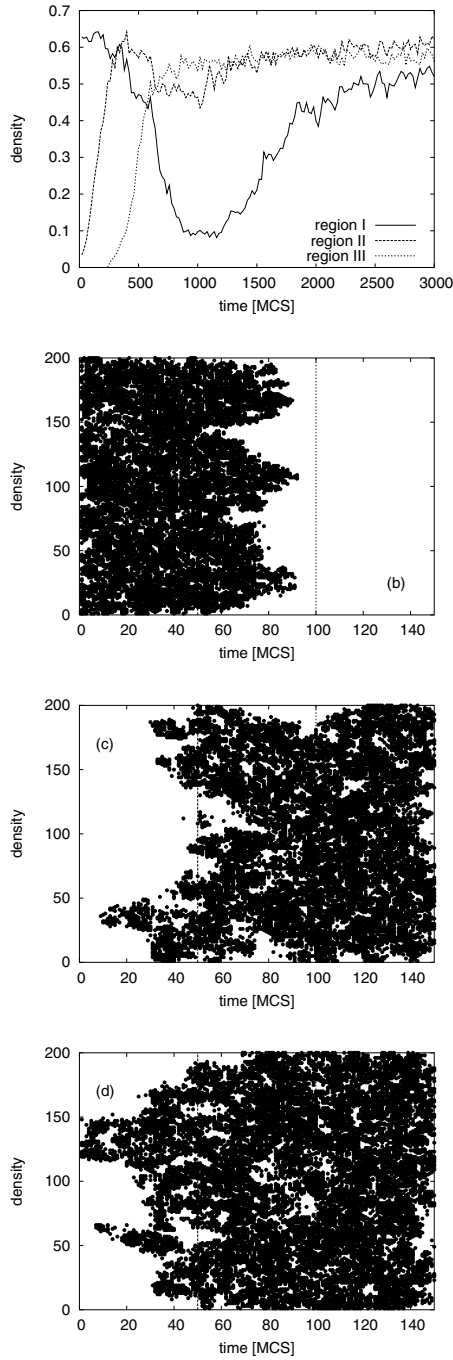 0.7
0.6
0.5
0.4
0.3
0.2
0.1
0
density
region I
region II
region III
0 500 1000 1500 2000 2500 3000
time [MCS]
200
150
100
50
0
density
(b)
0 20 40 60 80 100 120 140
time [MCS]
200
150
100
50
0
density
(c)
0 20 40 60 80 100 120 140
time [MCS]
200
150
100
50
0
density
(d)
0 20 40 60 80 100 120 140
time [MCS]